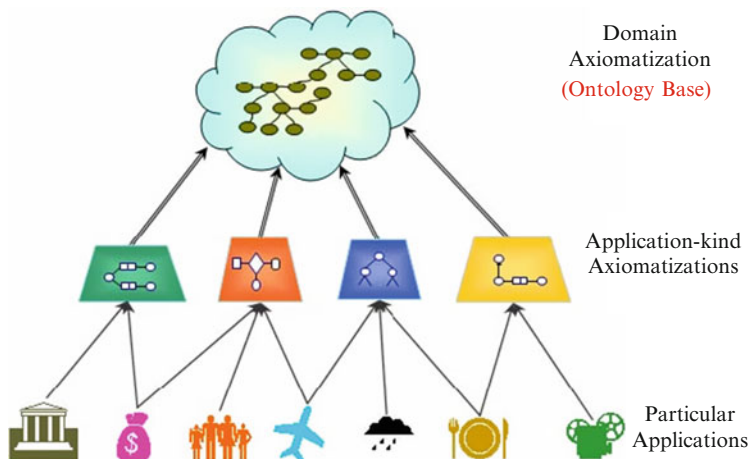 Domain
Axiomatization
(Ontology Base)
Application-kind
Axiomatizations
$
Particular
Applications